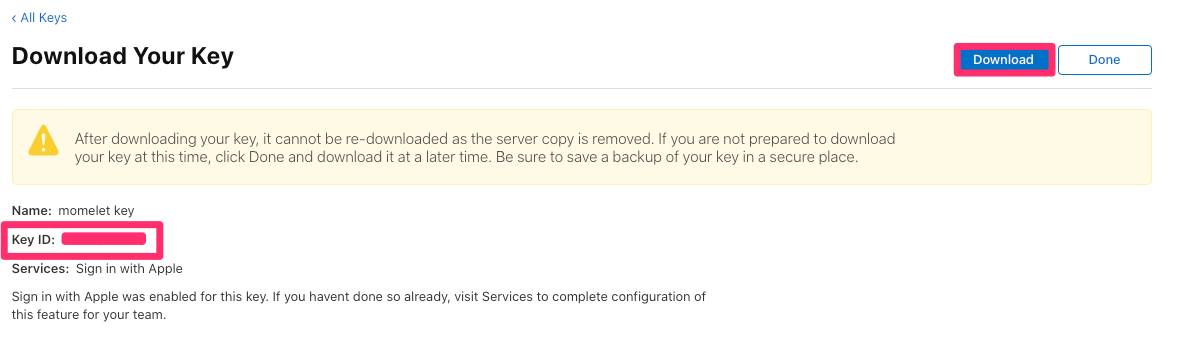 ‹ All Keys
Download Your Key
Download
Done
After downloading your key, it cannot be re-downloaded as the server copy is removed. If you are not prepared to download
your key at this time, click Done and download it at a later time. Be sure to save a backup of your key in a secure place.
Name: momelet key
Key ID:
Services: Sign in with Apple
Sign in with Apple was enabled for this key. If you havent done so already, visit Services to complete configuration of
this feature for your team.